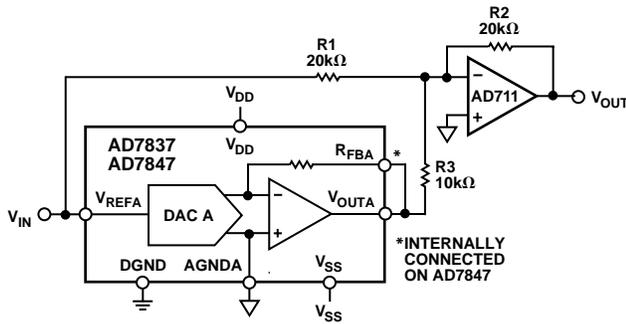 R2
20kΩ
R1
20kΩ
AD711
VOUT
VDD
VDD
AD7837
AD7847
RFBA
*
R3
10kΩ
VREFA
DAC A
VOUTA
VIN
*INTERNALLY
CONNECTED
ON AD7847
DGND
AGNDA
VSS
VSS